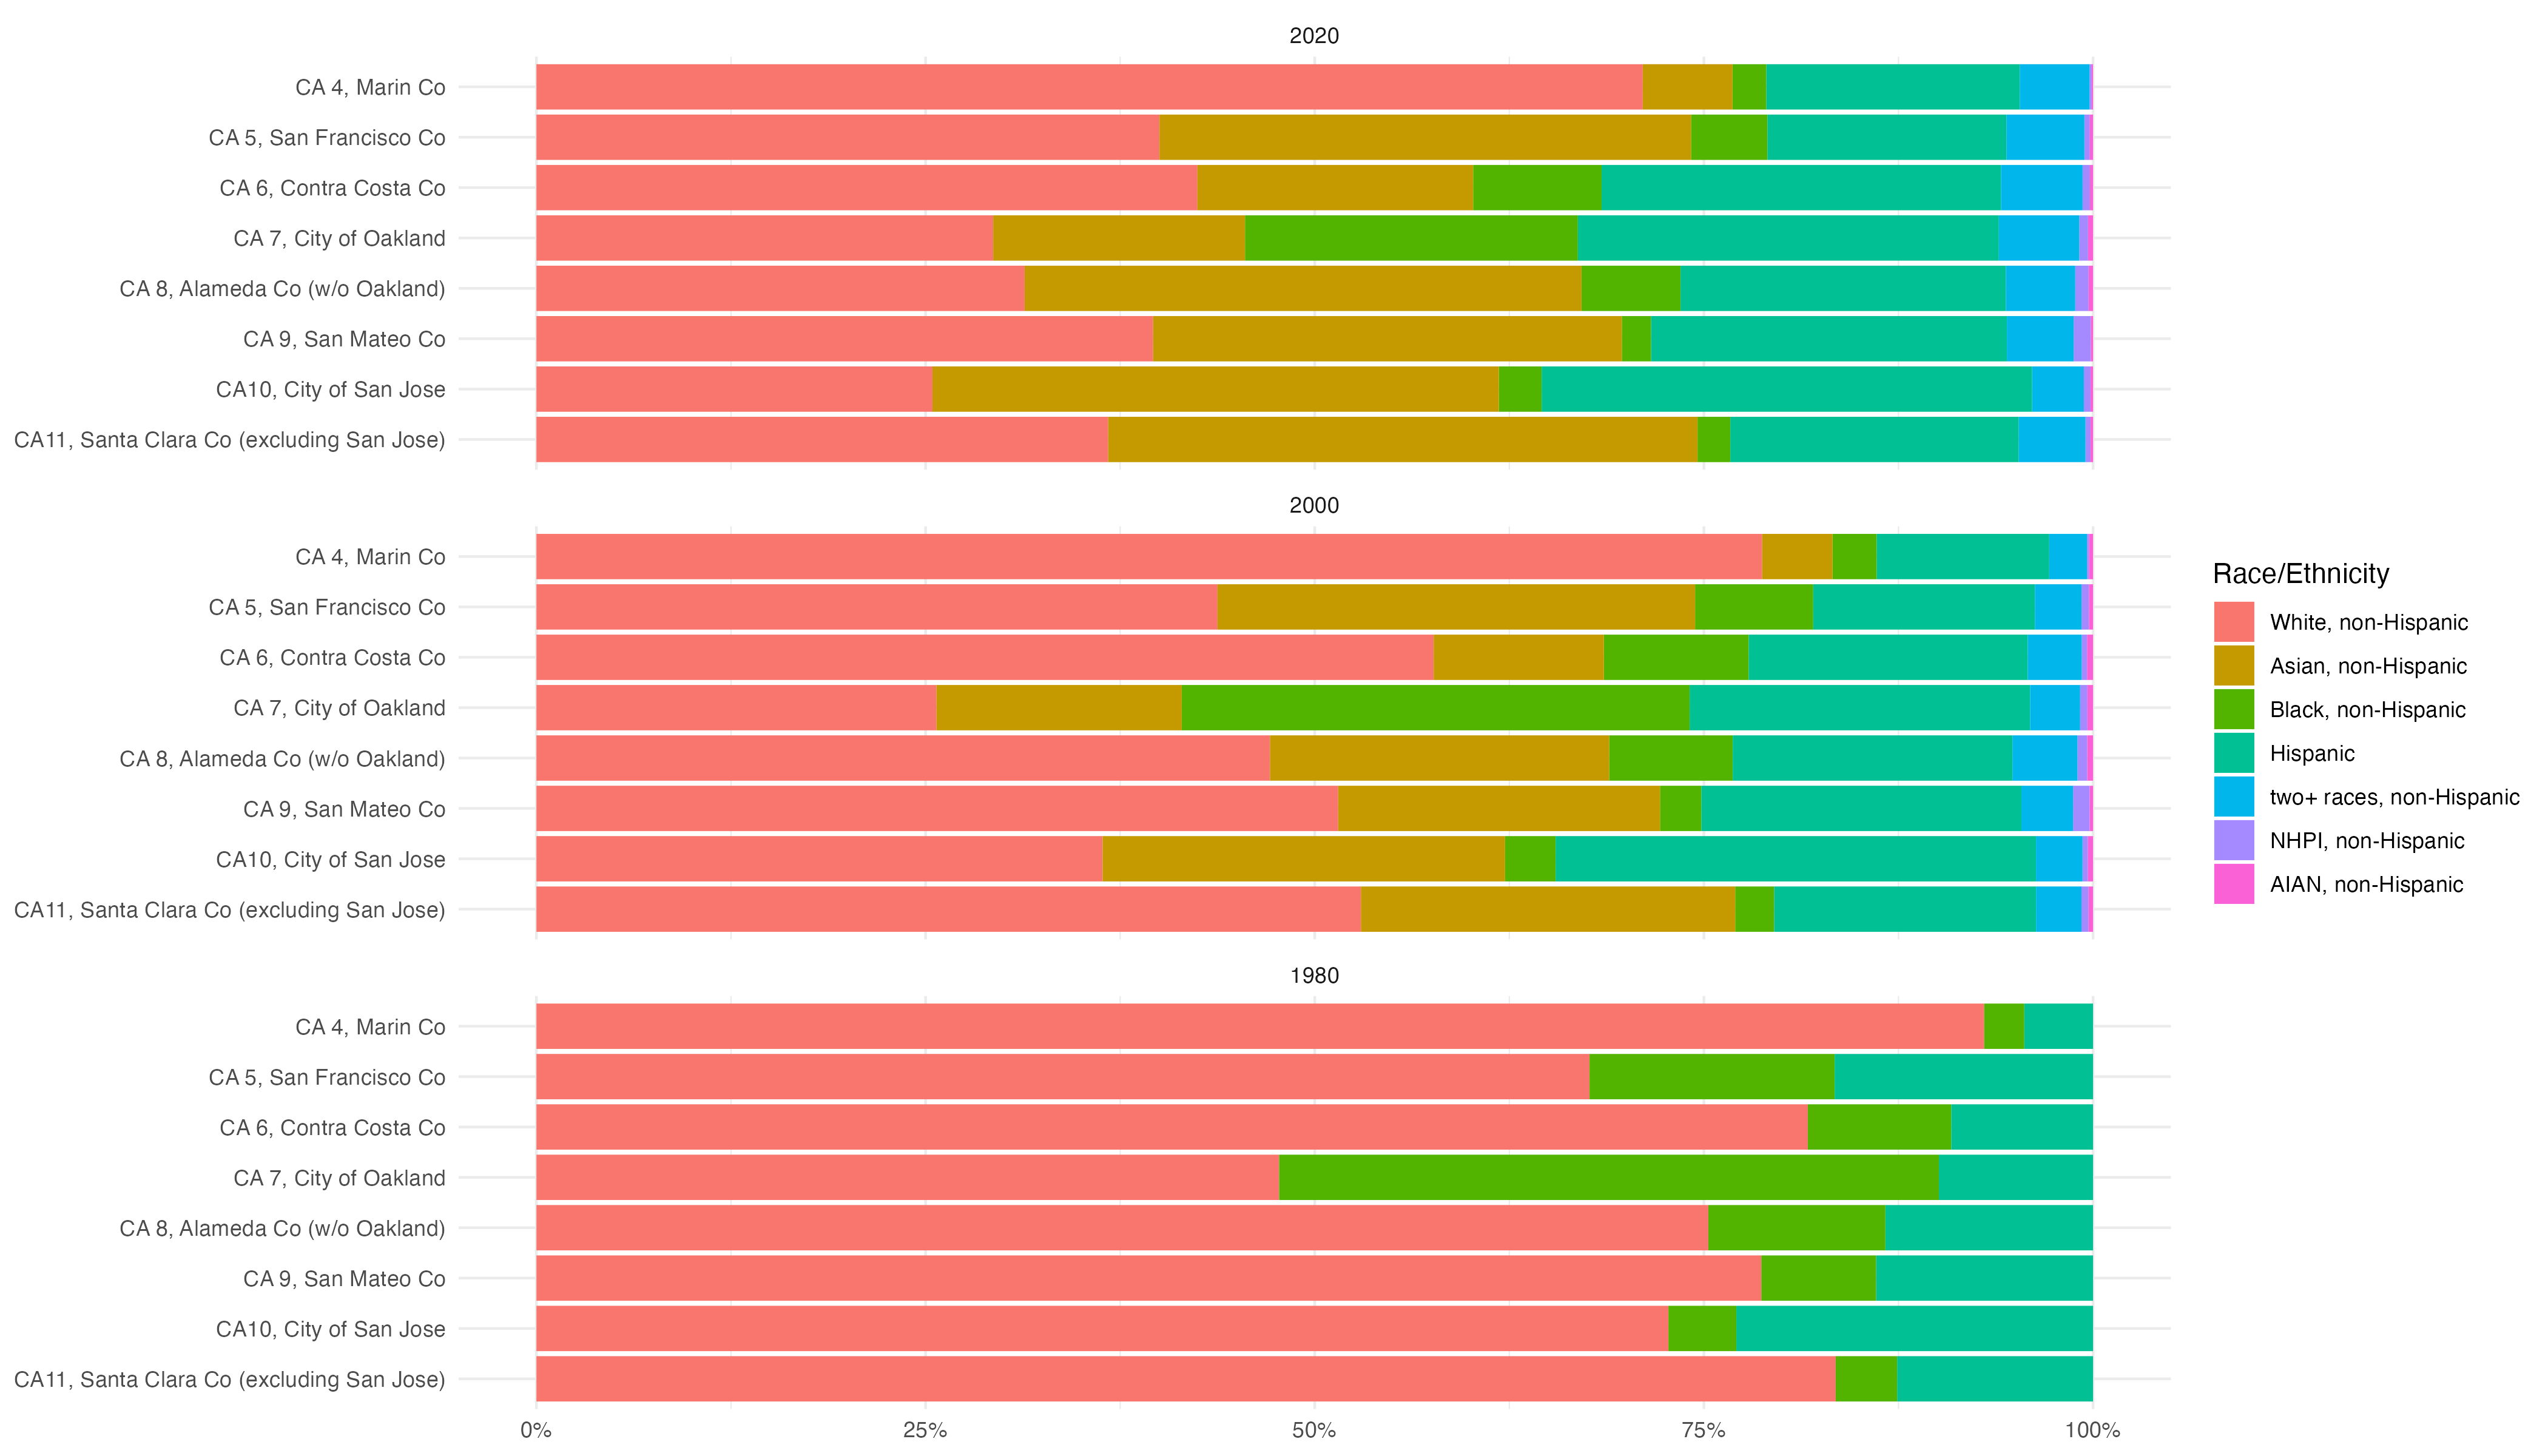 2020
CA 4, Marin Co
CA 5, San Francisco Co
CA 6, Contra Costa Co
CA 7, City of Oakland
CA 8, Alameda Co (w/o Oakland)
CA 9, San Mateo Co
CA10, City of San Jose
CA11, Santa Clara Co (excluding San Jose)
2000
CA 4, Marin Co
CA 5, San Francisco Co
CA 6, Contra Costa Co
CA 7, City of Oakland
CA 8, Alameda Co (w/o Oakland)
CA 9, San Mateo Co
CA10, City of San Jose
CA11, Santa Clara Co (excluding San Jose)
1980
CA 4, Marin Co
CA 5, San Francisco Co
CA 6, Contra Costa Co
CA 7, City of Oakland
CA 8, Alameda Co (w/o Oakland)
CA 9, San Mateo Co
CA10, City of San Jose
CA11, Santa Clara Co (excluding San Jose)
0% 25% 50% 75% 100%
Race/Ethnicity
White, non-Hispanic
Asian, non-Hispanic
Black, non-Hispanic
Hispanic
two+ races, non-Hispanic
NHPI, non-Hispanic
AIAN, non-Hispanic